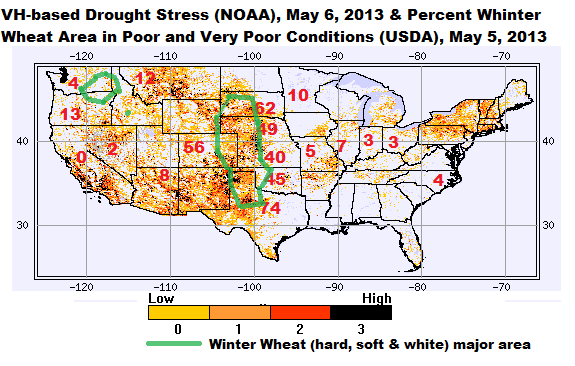 VH-based Drought Stress (NOAA), May 6, 2013 & Percent Whinter
Wheat Area in Poor and Very Poor Conditions (USDA), May 5, 2013
-120 -110 -100 -90 -80 -70
4 12
10
62
13
49
40 40
0 2 56 40 5 7 3 3
8 45 4
74
30 30
-120 -110 -100 -90 -80 -70
Low High
0 1 2 3
Winter Wheat (hard, soft & white) major area